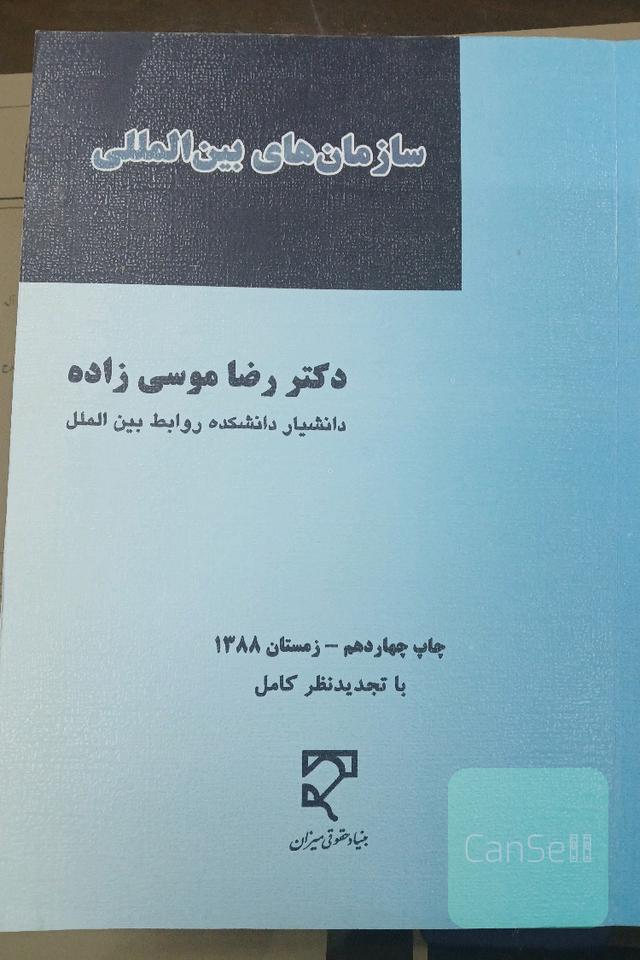 سازمان‌های بین‌المللی
دکتر رضا موسی زاده
دانشیار دانشکده روابط بین الملل
چاپ چهاردهم – زمستان ۱۳۸۸
با تجدیدنظر کامل
بنیاد حقوقی میزان
CanSell